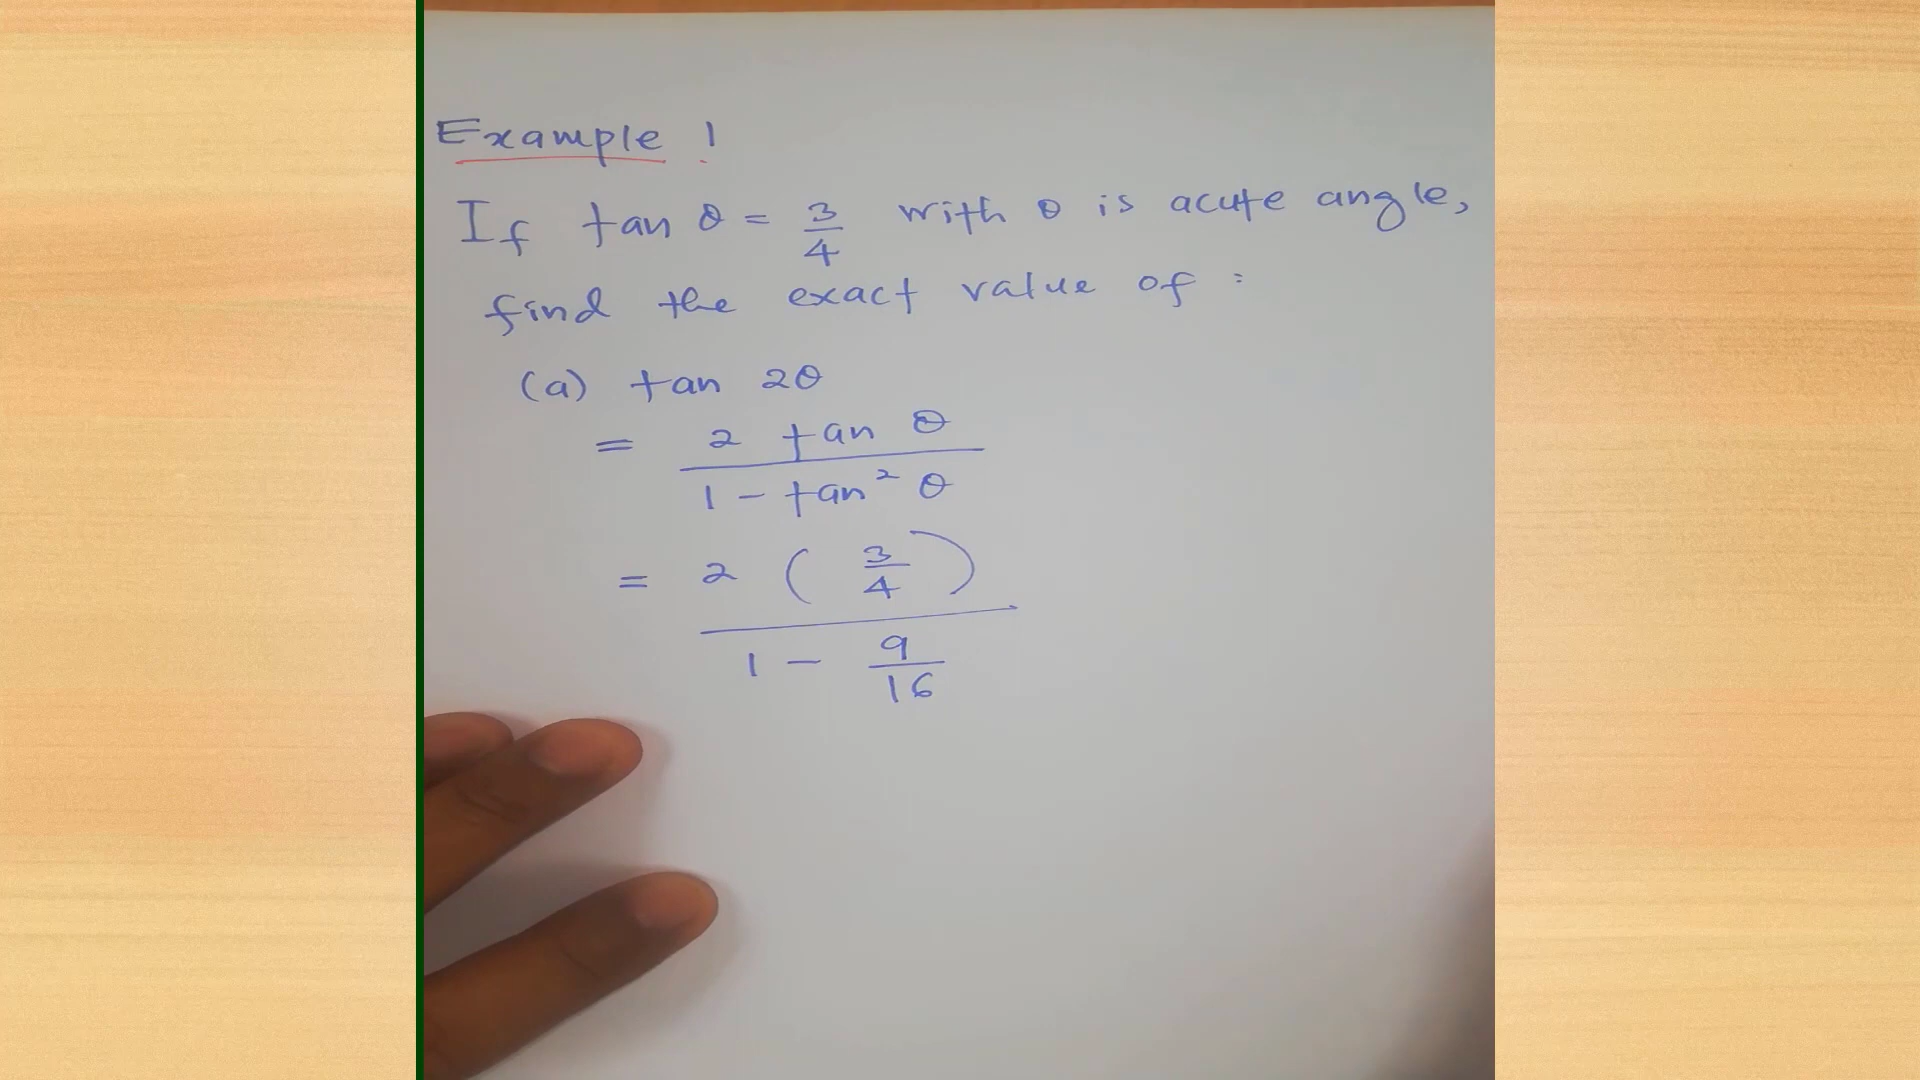 Example 1
If tan θ = 3/4 with θ is acute angle,
find the exact value of :
(a) tan 2θ
= 2 tan θ / 1 - tan² θ
= 2 ( 3/4 ) / 1 - 9/16